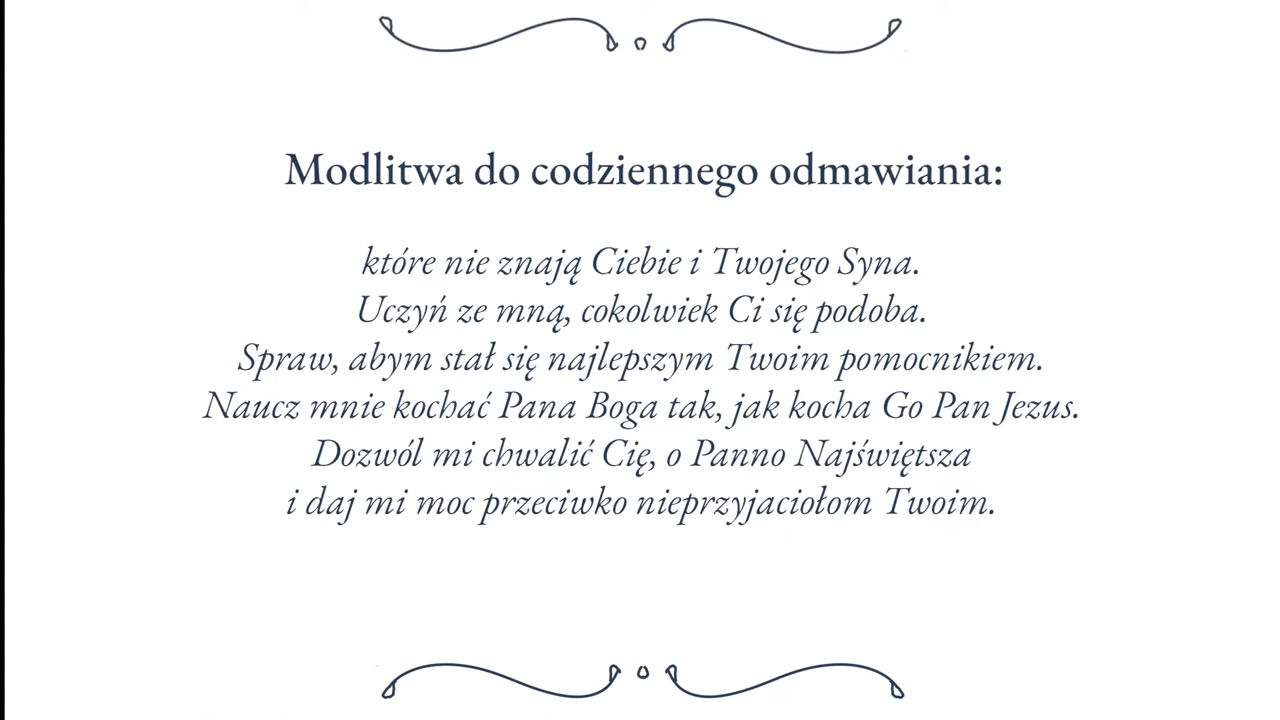 Modlitwa do codziennego odmawiania:
które nie znają Ciebie i Twojego Syna.
Uczyń ze mną, cokolwiek Ci się podoba.
Spraw, abym stał się najlepszym Twoim pomocnikiem.
Naucz mnie kochać Pana Boga tak, jak kocha Go Pan Jezus.
Dozwól mi chwalić Cię, o Panno Najświętsza
i daj mi moc przeciwko nieprzyjaciołom Twoim.